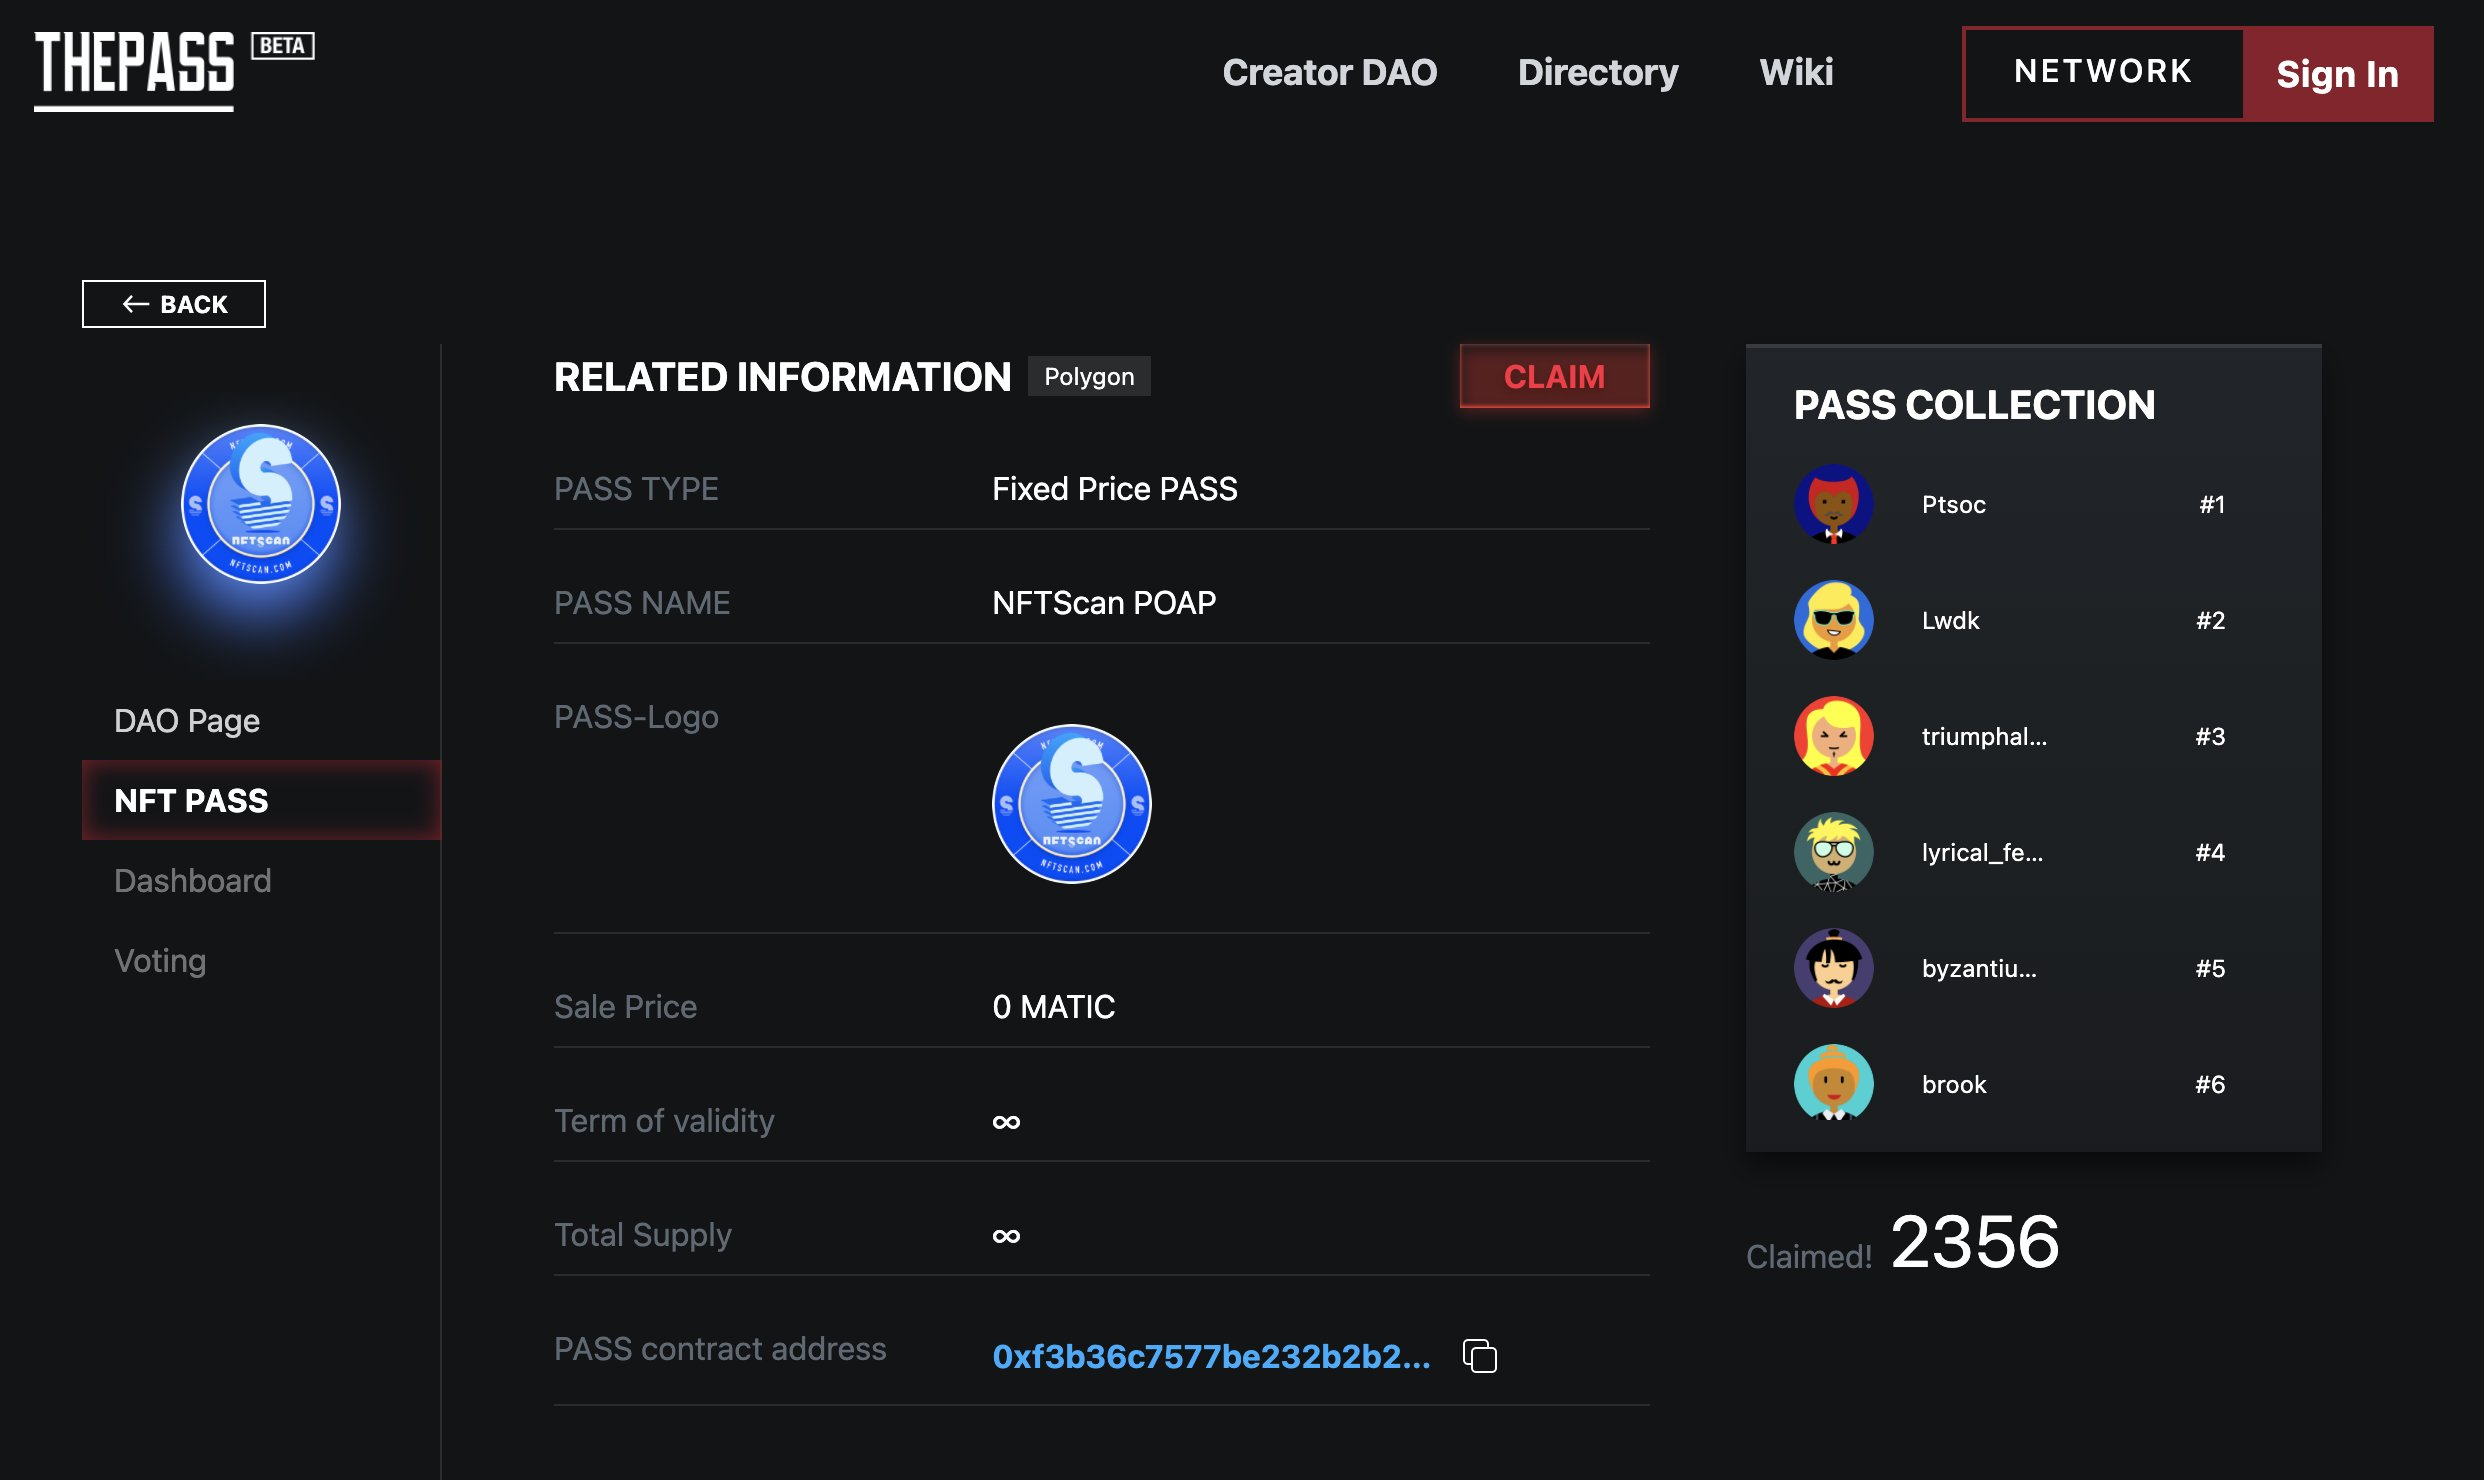 THEPASS BETA
Creator DAO Directory Wiki NETWORK Sign In
← BACK
NFTSCAN
NFTSCAN.COM
DAO Page
NFT PASS
Dashboard
Voting
RELATED INFORMATION Polygon CLAIM
PASS TYPE Fixed Price PASS
PASS NAME NFTScan POAP
PASS-Logo
NFTSCAN
NFTSCAN.COM
Sale Price 0 MATIC
Term of validity ∞
Total Supply ∞
PASS contract address 0xf3b36c7577be232b2b2...
PASS COLLECTION
Ptsoc #1
Lwdk #2
triumphal... #3
lyrical_fe... #4
byzantiu... #5
brook #6
Claimed! 2356